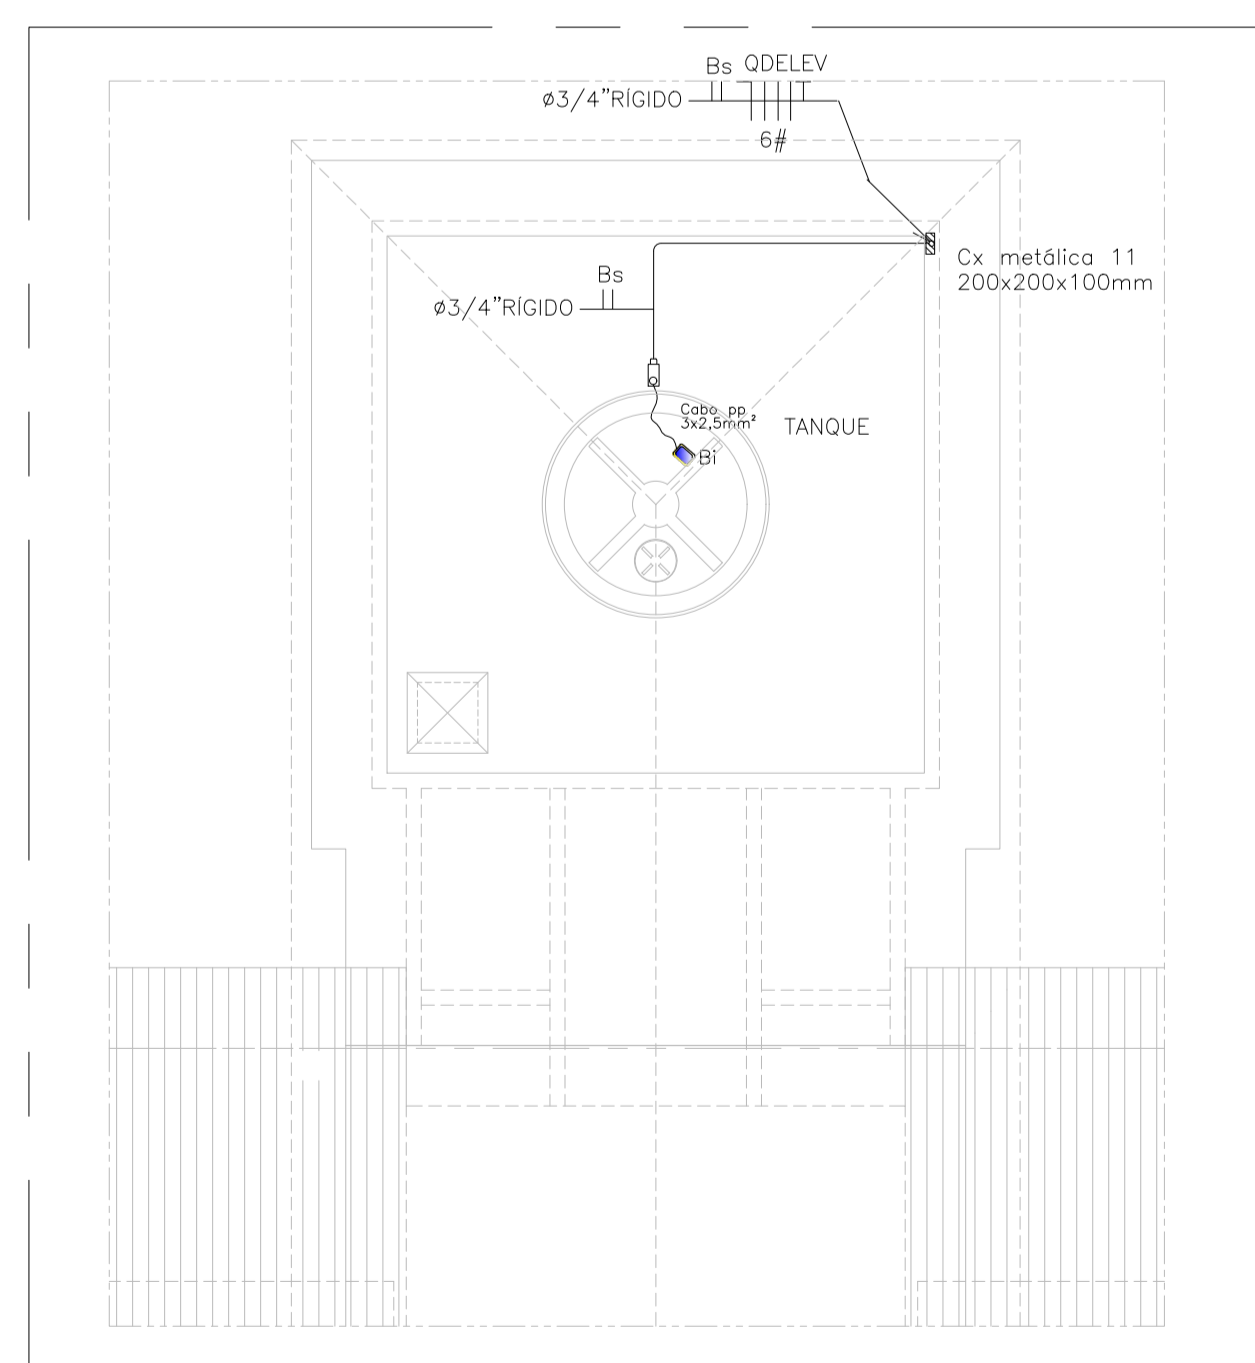 Bs QDELEV
ø3/4"RÍGIDO
6#
Cx metálica 11
200x200x100mm
Bs
ø3/4"RÍGIDO
Cabo pp
3x2,5mm²
TANQUE
Bi